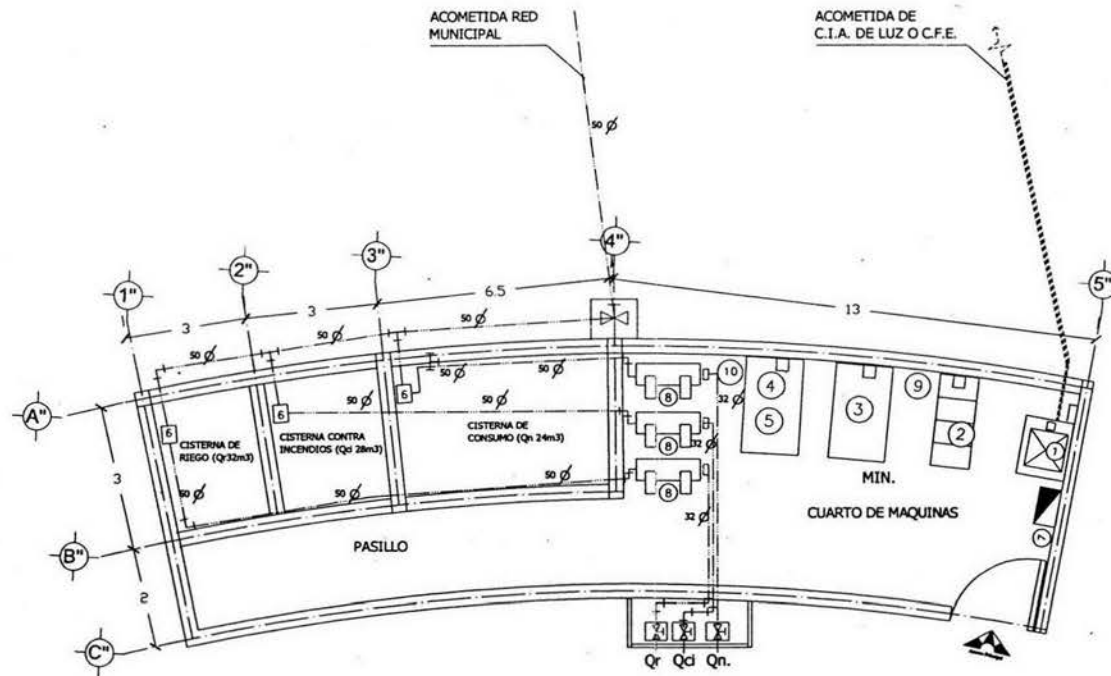 ACOMETIDA RED
MUNICIPAL
ACOMETIDA DE
C.I.A. DE LUZ O C.F.E.
50 Ø
1"
2"
3"
4"
5"
3
3
6.5
13
50 Ø
50 Ø
50 Ø
A"
B"
C"
3
2
6
6
6
50 Ø
50 Ø
50 Ø
50 Ø
CISTERNA DE
RIEGO (Qr32m3)
CISTERNA CONTRA
INCENDIOS (Qci 28m3)
CISTERNA DE
CONSUMO (Qn 24m3)
50 Ø
50 Ø
50 Ø
8
8
8
10
32 Ø
32 Ø
32 Ø
4
5
3
9
2
1
7
MIN.
CUARTO DE MAQUINAS
PASILLO
Qr
Qci
Qn.